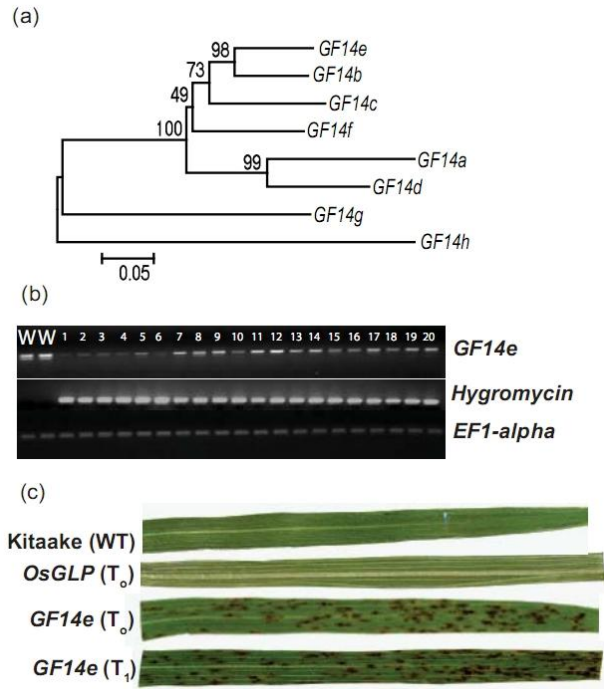 (a)
98 GF14e
73 GF14b
49 GF14c
100 GF14f
99 GF14a
GF14d
GF14g
GF14h
0.05
(b)
W W 1 2 3 4 5 6 7 8 9 10 11 12 13 14 15 16 17 18 19 20
GF14e
Hygromycin
EF1-alpha
(c)
Kitaake (WT)
OsGLP (To)
GF14e (To)
GF14e (T1)